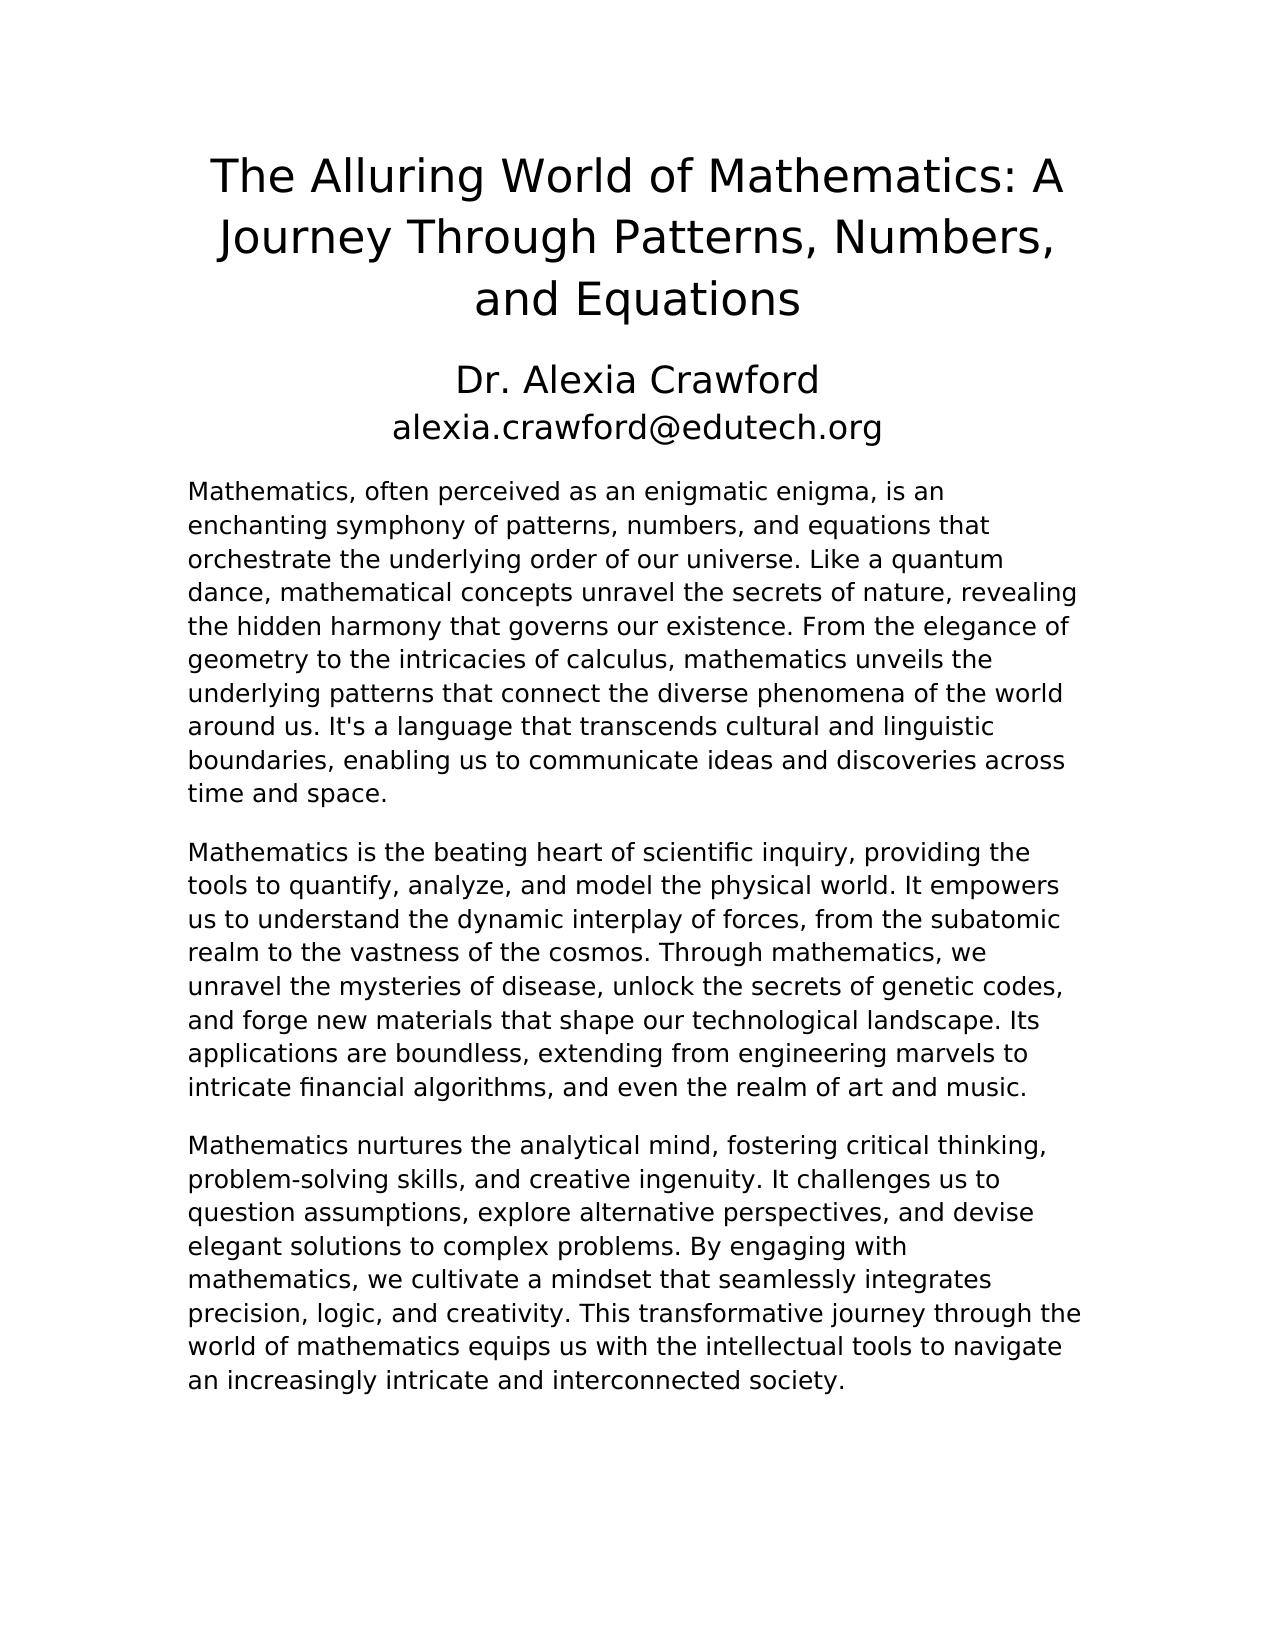 The Alluring World of Mathematics: A
Journey Through Patterns, Numbers,
and Equations
Dr. Alexia Crawford
alexia.crawford@edutech.org
Mathematics, often perceived as an enigmatic enigma, is an
enchanting symphony of patterns, numbers, and equations that
orchestrate the underlying order of our universe. Like a quantum
dance, mathematical concepts unravel the secrets of nature, revealing
the hidden harmony that governs our existence. From the elegance of
geometry to the intricacies of calculus, mathematics unveils the
underlying patterns that connect the diverse phenomena of the world
around us. It's a language that transcends cultural and linguistic
boundaries, enabling us to communicate ideas and discoveries across
time and space.
Mathematics is the beating heart of scientific inquiry, providing the
tools to quantify, analyze, and model the physical world. It empowers
us to understand the dynamic interplay of forces, from the subatomic
realm to the vastness of the cosmos. Through mathematics, we
unravel the mysteries of disease, unlock the secrets of genetic codes,
and forge new materials that shape our technological landscape. Its
applications are boundless, extending from engineering marvels to
intricate financial algorithms, and even the realm of art and music.
Mathematics nurtures the analytical mind, fostering critical thinking,
problem-solving skills, and creative ingenuity. It challenges us to
question assumptions, explore alternative perspectives, and devise
elegant solutions to complex problems. By engaging with
mathematics, we cultivate a mindset that seamlessly integrates
precision, logic, and creativity. This transformative journey through the
world of mathematics equips us with the intellectual tools to navigate
an increasingly intricate and interconnected society.